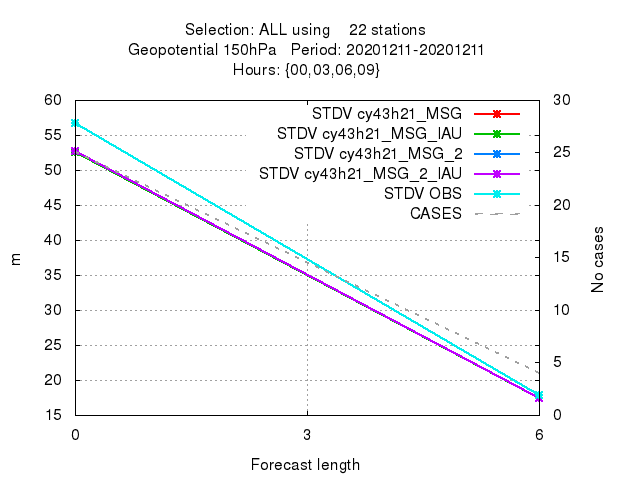 Selection: ALL using    22 stations
Geopotential 150hPa   Period: 20201211-20201211
Hours: {00,03,06,09}
60 30
STDV cy43h21_MSG
55 STDV cy43h21_MSG_IAU
25
STDV cy43h21_MSG_2
50 STDV cy43h21_MSG_2_IAU
45 STDV OBS 20
CASES
40
No cases
m
35 15
30 10
25
20 5
15 0
0 3 6
Forecast length